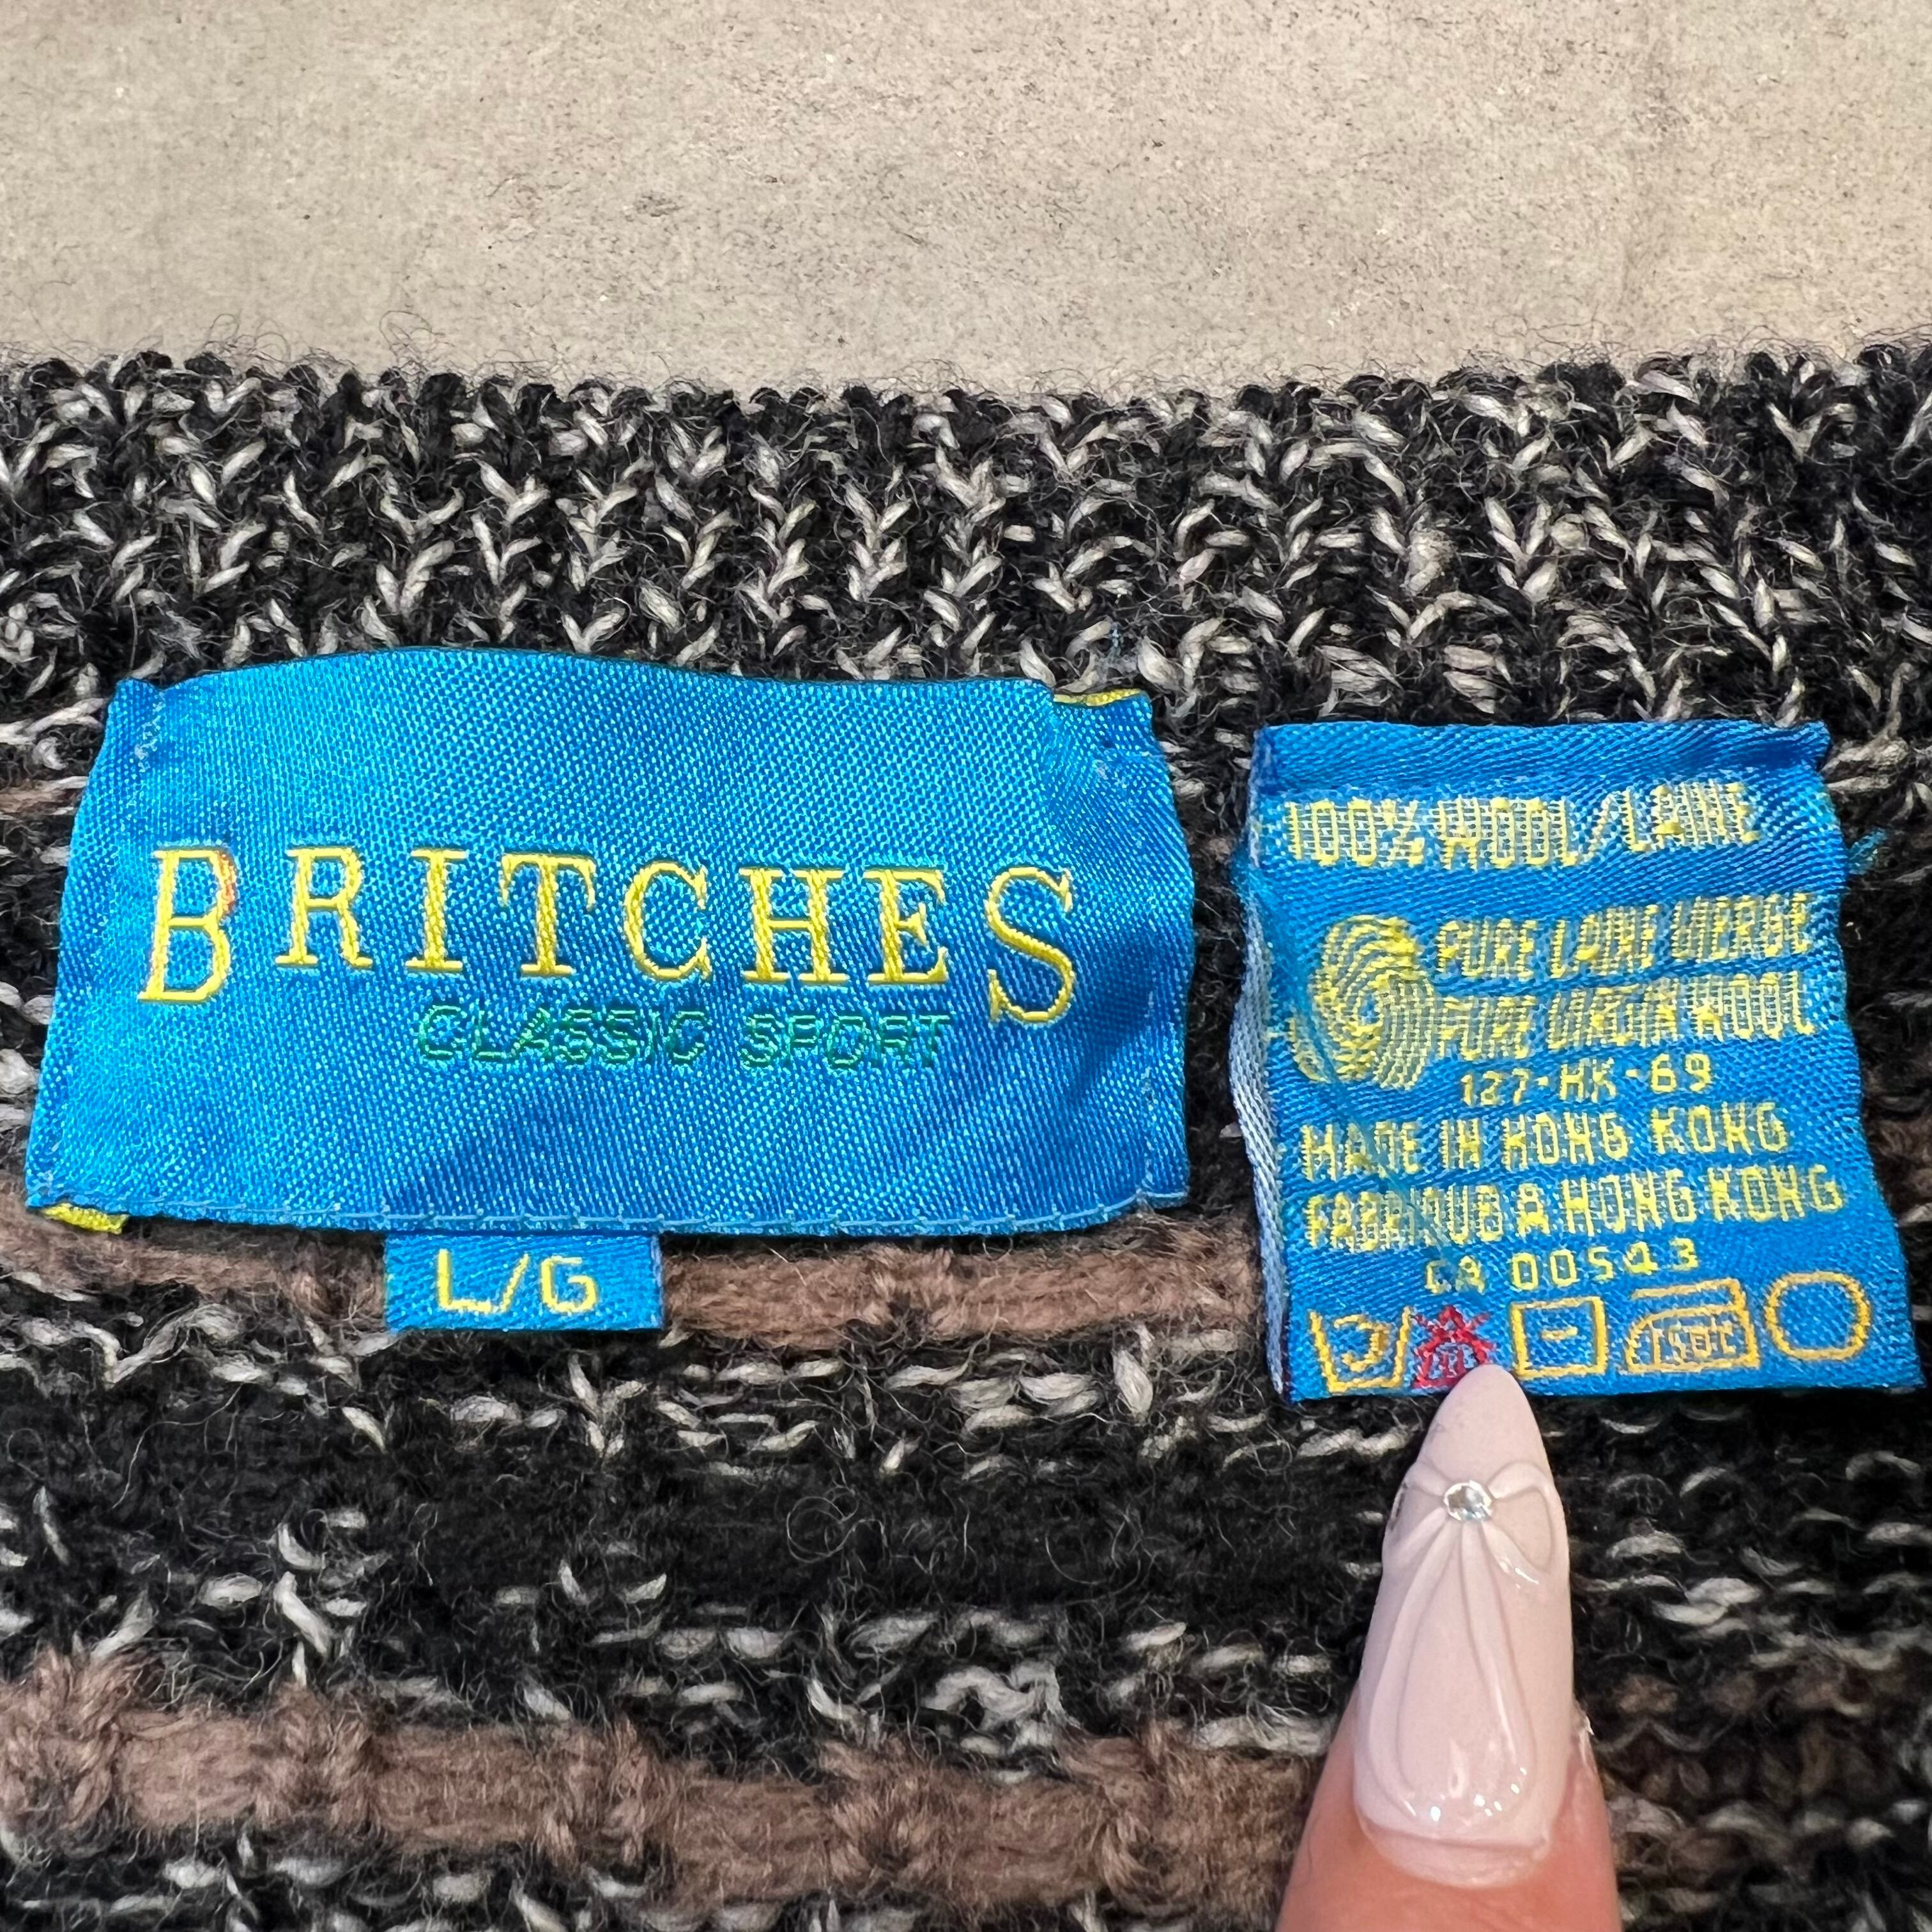 BRITCHES
CLASSIC SPORT
L/G
100% WOOL/LAINE
PURE LAINE VIERGE
PURE VIRGIN WOOL
127-HK-69
MADE IN HONG KONG
FABRIQUE A HONG KONG
CA 00543